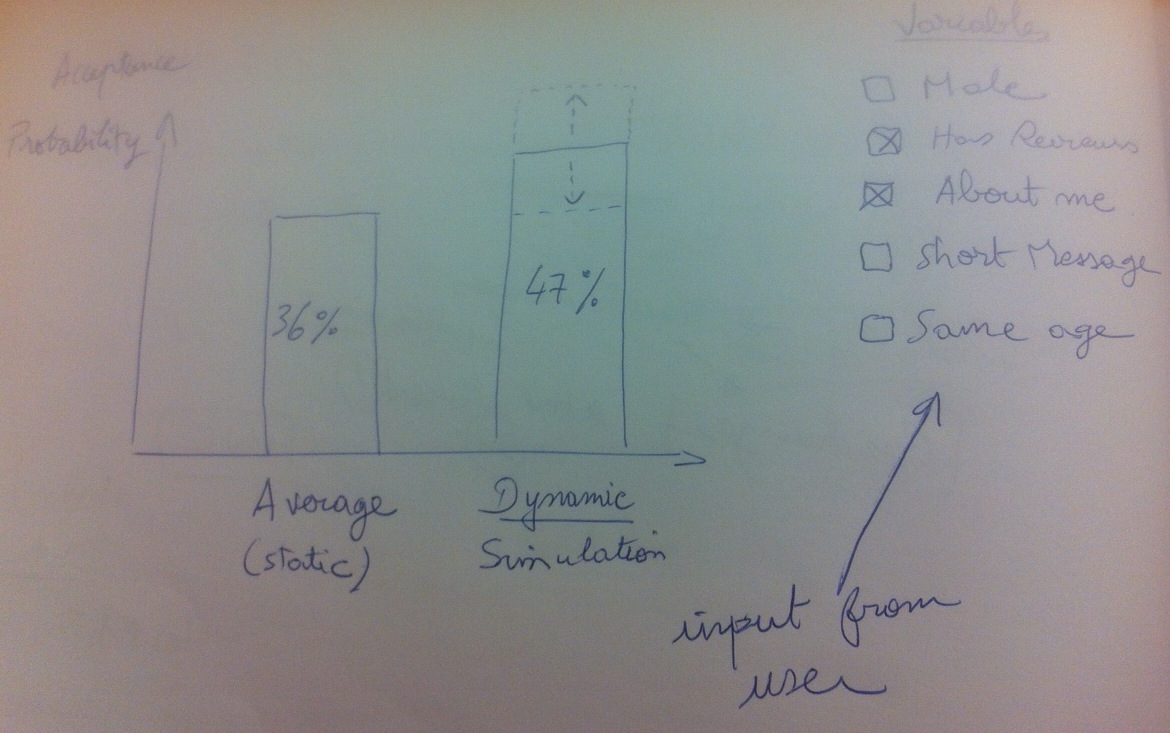 Acceptance
Probability
36%
47%
Average
(static)
Dynamic
Simulation
Variables
Male
Has Reviews
About me
Short Message
Same age
input from
user